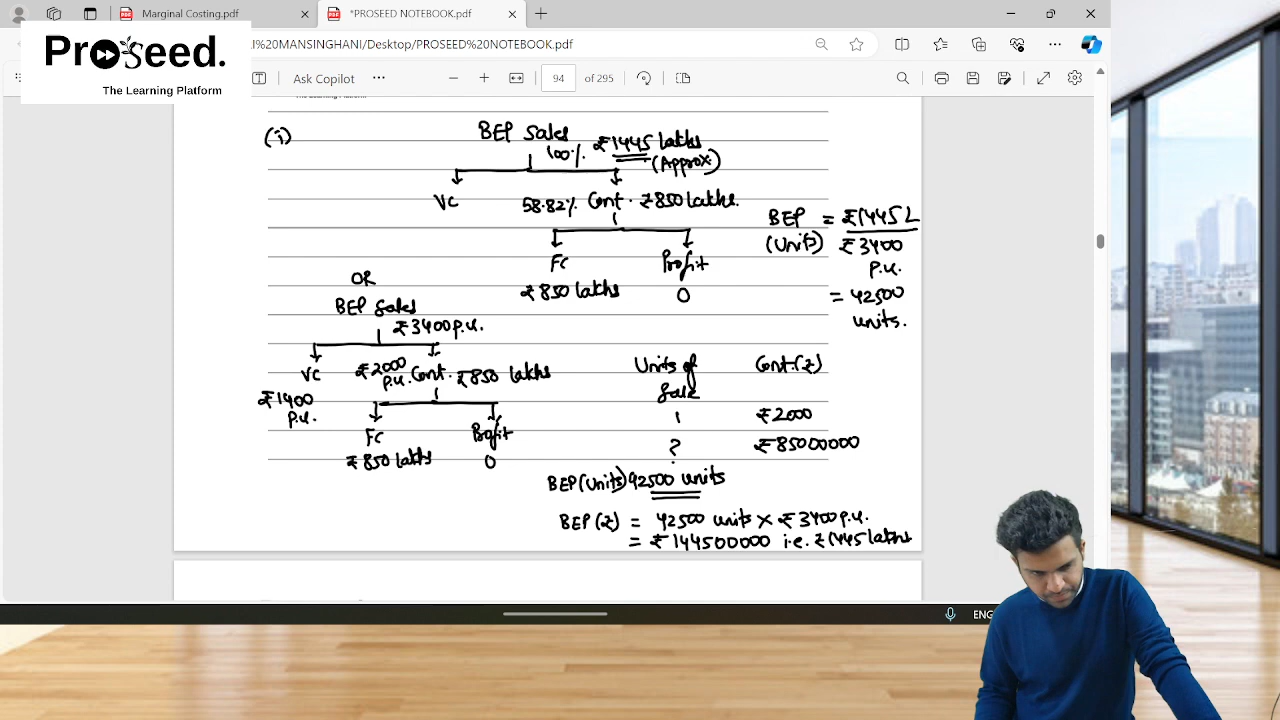 Marginal Costing.pdf
*PROSEED NOTEBOOK.pdf
Proseed.
The Learning Platform
MANSINGHANI/De
p/PROSEED%20NOTEBOOK.pdf
Ask Copilot
94 of 295
(i)
BEP Sales
100% ₹1445 lakhs
(Approx.)
VC 58.82% Cont. ₹850 lakhs.
FC Profit
₹850 lakhs 0
BEP = ₹1445 L
(Units) ₹3400
p.u.
= 42500
units.
OR
BEP Sales
₹3400 p.u.
VC ₹2000 p.u. Cont. ₹850 lakhs
₹1400
p.u.
FC Profit
₹850 lakhs 0
Units of Sale Cont.(₹)
1 ₹2000
? ₹85000000
BEP(Units) 42500 units
BEP (₹) = 42500 units × ₹3400 p.u.
= ₹144500000 i.e. ₹1445 lakhs
ENG